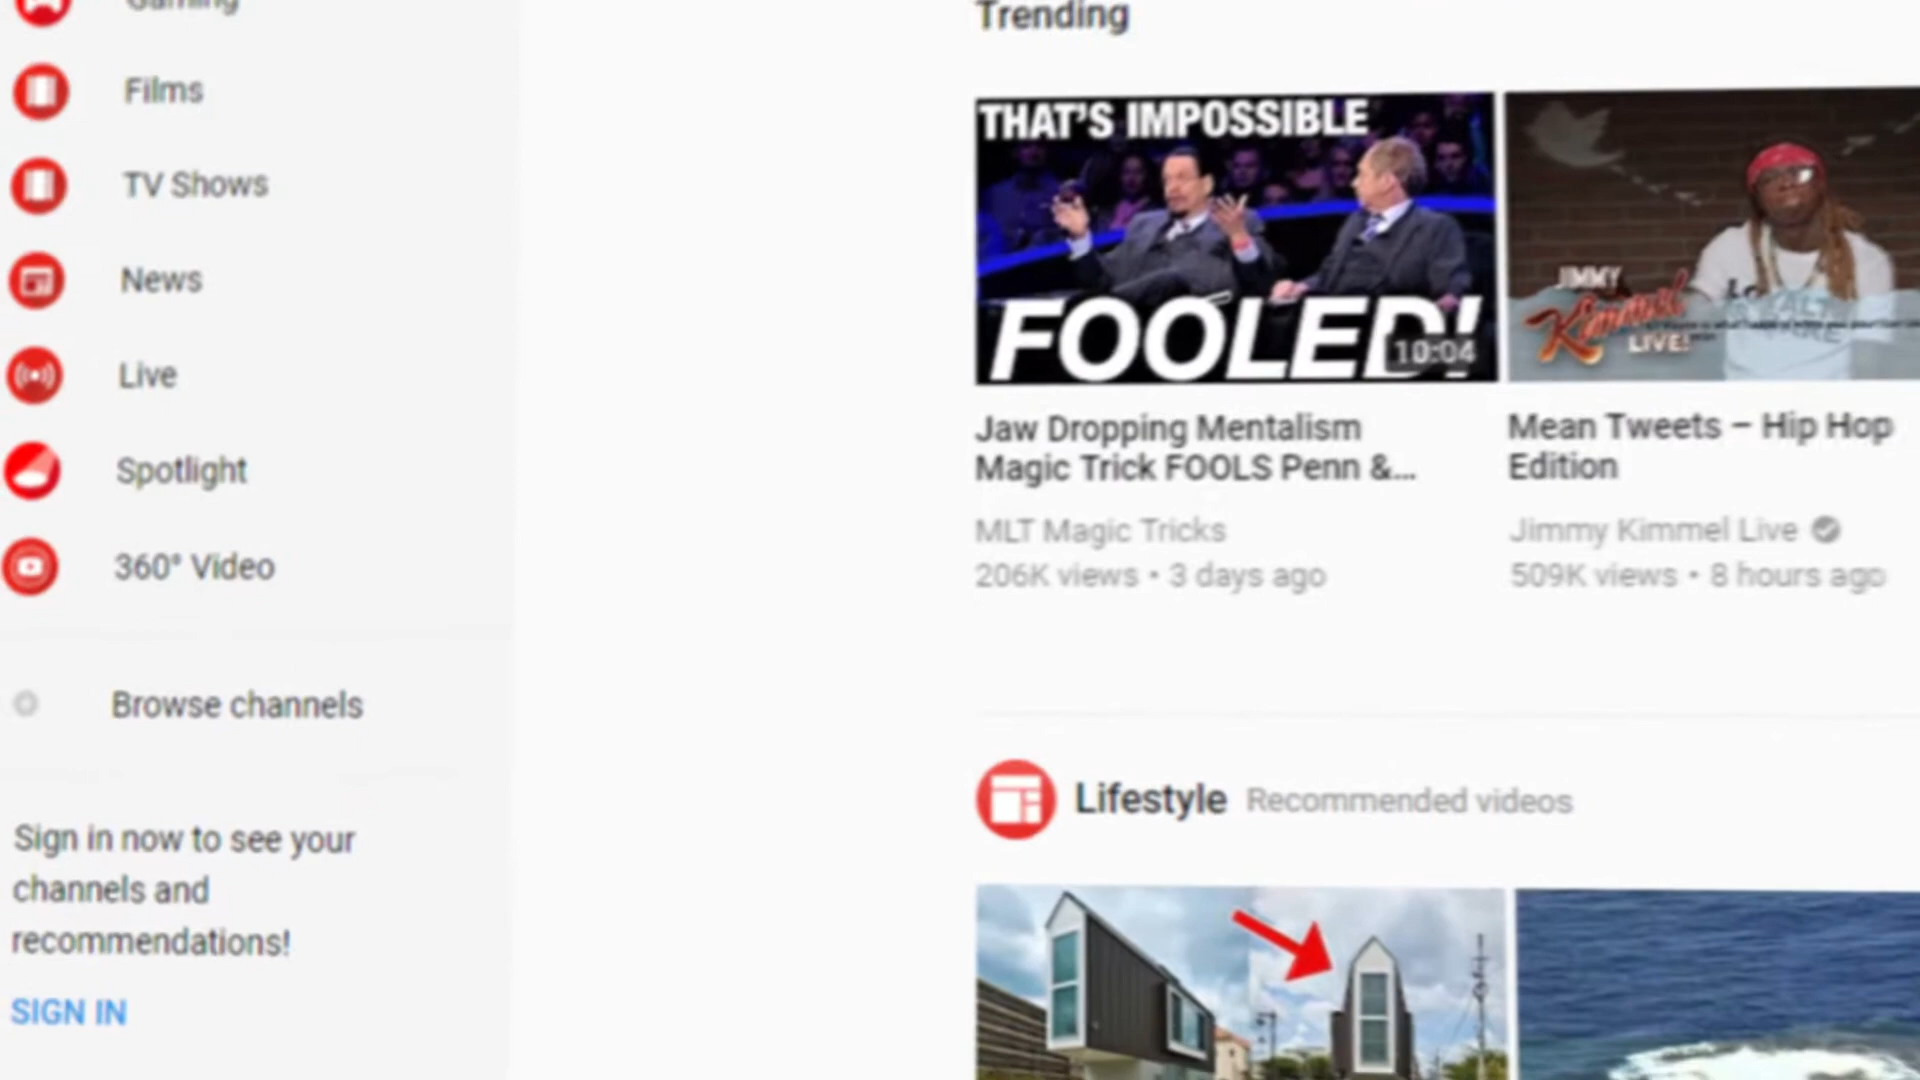 Gaming
Films
TV Shows
News
Live
Spotlight
360° Video
Browse channels
Sign in now to see your
channels and
recommendations!
SIGN IN
Trending
THAT'S IMPOSSIBLE
FOOLED!
10:04
Jaw Dropping Mentalism
Magic Trick FOOLS Penn &...
MLT Magic Tricks
206K views • 3 days ago
JIMMY
Kimmel
LIVE!
Mean Tweets – Hip Hop
Edition
Jimmy Kimmel Live
509K views • 8 hours ago
Lifestyle Recommended videos